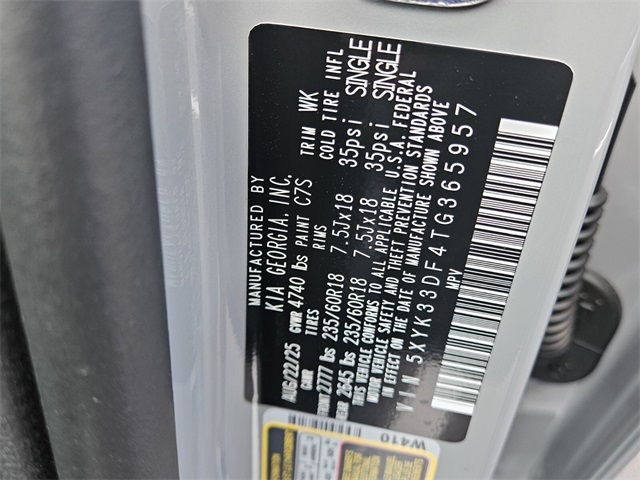 MANUFACTURED BY
KIA GEORGIA, INC.
AUG/22/25 GVWR 4740 lbs PAINT C7S TRIM WK
GAWR TIRES RIMS COLD TIRE INFL
FRONT 2777 lbs 235/60R18 7.5Jx18 35psi SINGLE
REAR 2645 lbs 235/60R18 7.5Jx18 35psi SINGLE
THIS VEHICLE CONFORMS TO ALL APPLICABLE U.S.A. FEDERAL
MOTOR VEHICLE SAFETY AND THEFT PREVENTION STANDARDS
IN EFFECT ON THE DATE OF MANUFACTURE SHOWN ABOVE
VIN 5XYK33DF4TG365957
MPV
W410